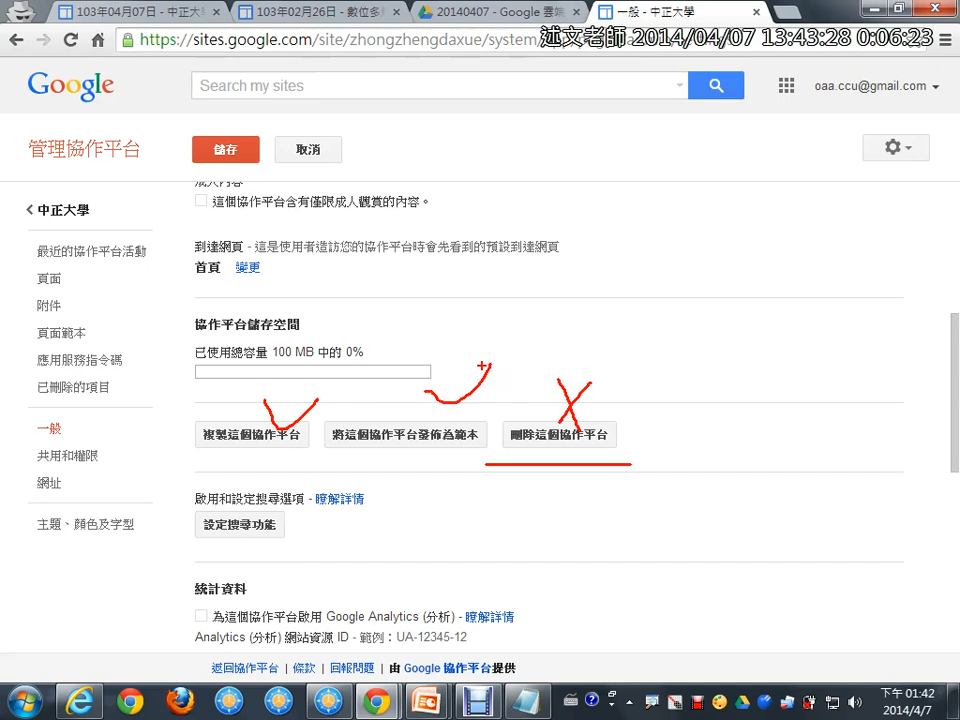 103年04月07日 - 中正大學
103年02月26日 - 數位多
20140407 - Google 雲端
一般 - 中正大學
https://sites.google.com/site/zhongzhengdaxue/system
述文老師 2014/04/07 13:43:28 0:06:23
Google
Search my sites
oaa.ccu@gmail.com
管理協作平台
儲存
取消
中正大學
最近的協作平台活動
頁面
附件
頁面範本
應用服務指令碼
已刪除的項目
一般
共用和權限
網址
主題、顏色及字型
成人內容
這個協作平台含有僅限成人觀賞的內容。
到達網頁 - 這是使用者造訪您的協作平台時會先看到的預設到達網頁
首頁 變更
協作平台儲存空間
已使用總容量 100 MB 中的 0%
複製這個協作平台
將這個協作平台發佈為範本
刪除這個協作平台
啟用和設定搜尋選項 - 瞭解詳情
設定搜尋功能
統計資料
為這個協作平台啟用 Google Analytics (分析) - 瞭解詳情
Analytics (分析) 網站資源 ID - 範例：UA-12345-12
返回協作平台 | 條款 | 回報問題 | 由 Google 協作平台提供
下午 01:42
2014/4/7